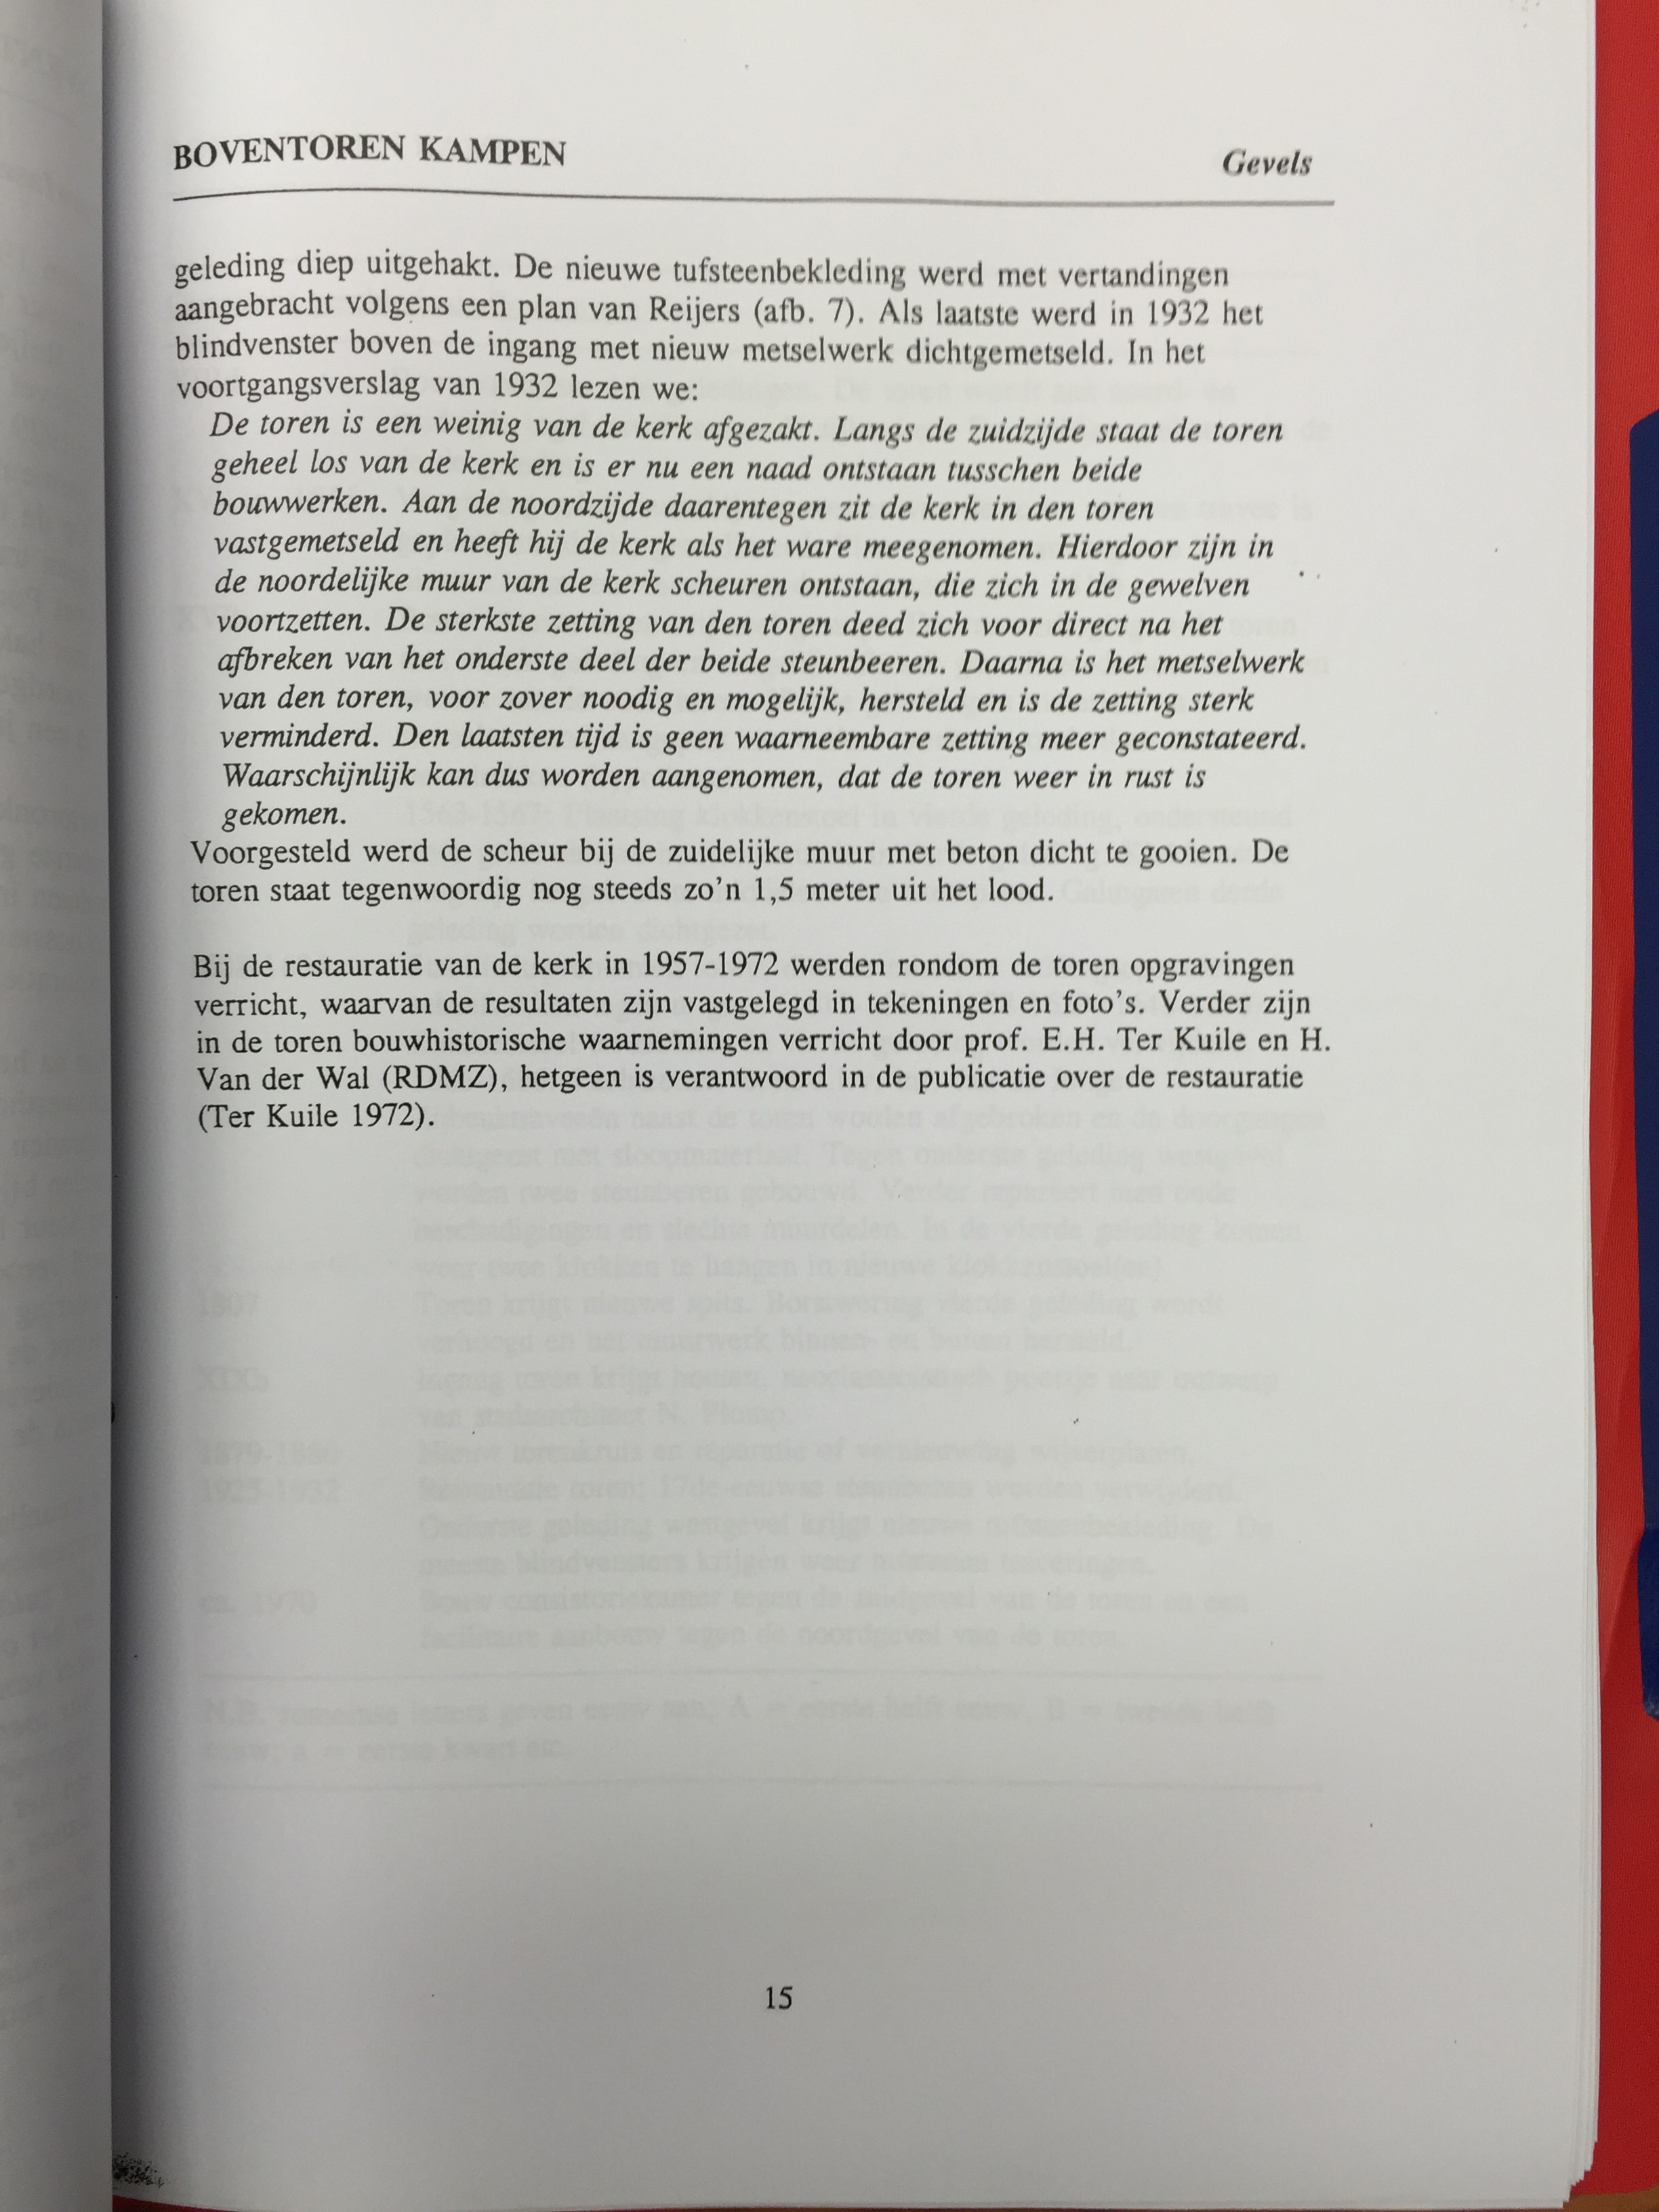 BOVENTOREN KAMPEN Gevels
geleding diep uitgehakt. De nieuwe tufsteenbekleding werd met vertandingen
aangebracht volgens een plan van Reijers (afb. 7). Als laatste werd in 1932 het
blindvenster boven de ingang met nieuw metselwerk dichtgemetseld. In het
voortgangsverslag van 1932 lezen we:
De toren is een weinig van de kerk afgezakt. Langs de zuidzijde staat de toren
geheel los van de kerk en is er nu een naad ontstaan tusschen beide
bouwwerken. Aan de noordzijde daarentegen zit de kerk in den toren
vastgemetseld en heeft hij de kerk als het ware meegenomen. Hierdoor zijn in
de noordelijke muur van de kerk scheuren ontstaan, die zich in de gewelven
voortzetten. De sterkste zetting van den toren deed zich voor direct na het
afbreken van het onderste deel der beide steunbeeren. Daarna is het metselwerk
van den toren, voor zover noodig en mogelijk, hersteld en is de zetting sterk
verminderd. Den laatsten tijd is geen waarneembare zetting meer geconstateerd.
Waarschijnlijk kan dus worden aangenomen, dat de toren weer in rust is
gekomen.
Voorgesteld werd de scheur bij de zuidelijke muur met beton dicht te gooien. De
toren staat tegenwoordig nog steeds zo'n 1,5 meter uit het lood.
Bij de restauratie van de kerk in 1957-1972 werden rondom de toren opgravingen
verricht, waarvan de resultaten zijn vastgelegd in tekeningen en foto's. Verder zijn
in de toren bouwhistorische waarnemingen verricht door prof. E.H. Ter Kuile en H.
Van der Wal (RDMZ), hetgeen is verantwoord in de publicatie over de restauratie
(Ter Kuile 1972).
15